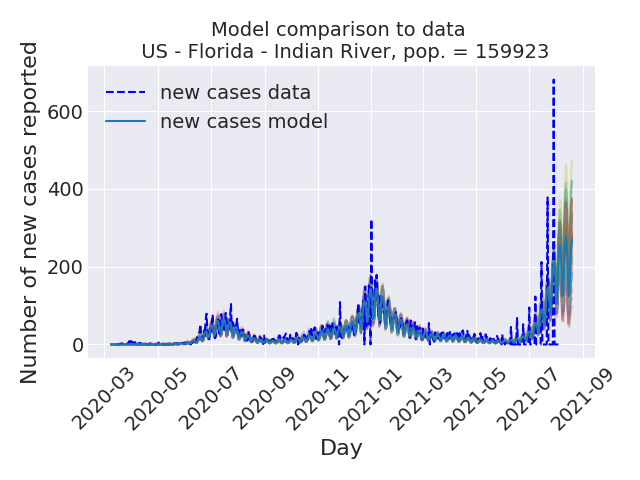 Model comparison to data
US - Florida - Indian River, pop. = 159923
new cases data
new cases model
Number of new cases reported
600
400
200
0
2020-03
2020-05
2020-07
2020-09
2020-11
2021-01
2021-03
2021-05
2021-07
2021-09
Day